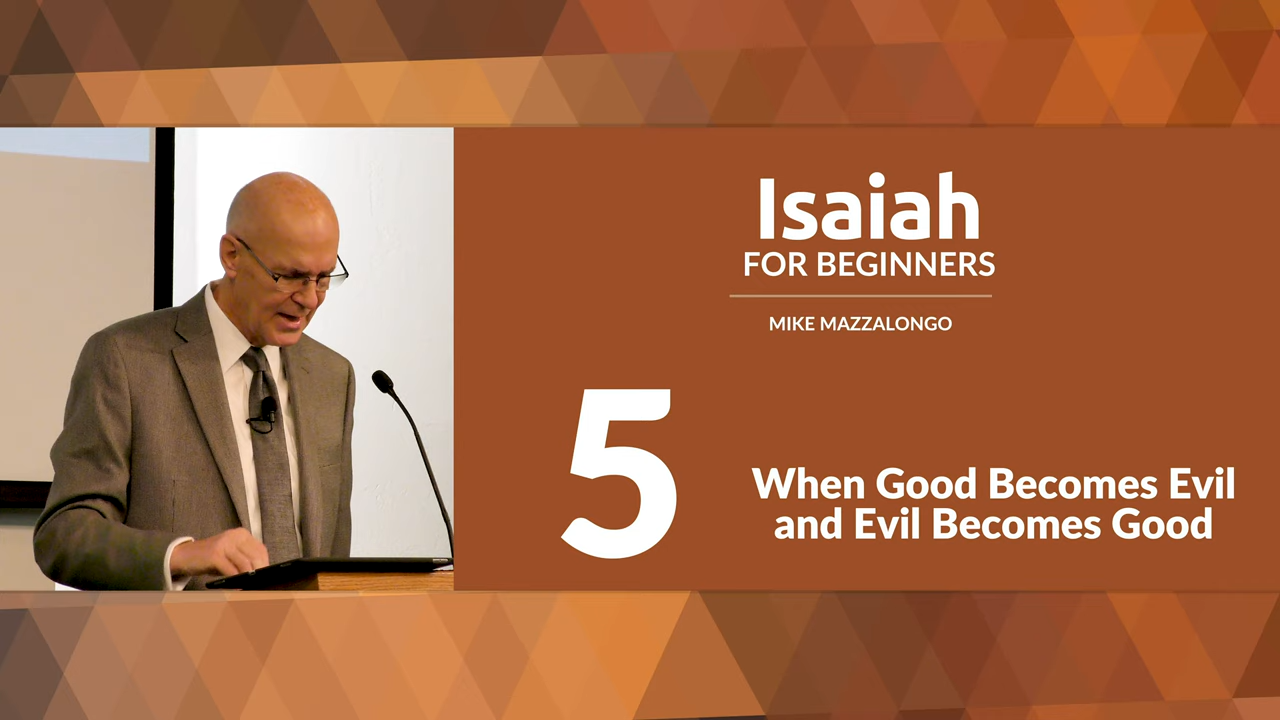 Isaiah
FOR BEGINNERS
MIKE MAZZALONGO
5
When Good Becomes Evil
and Evil Becomes Good